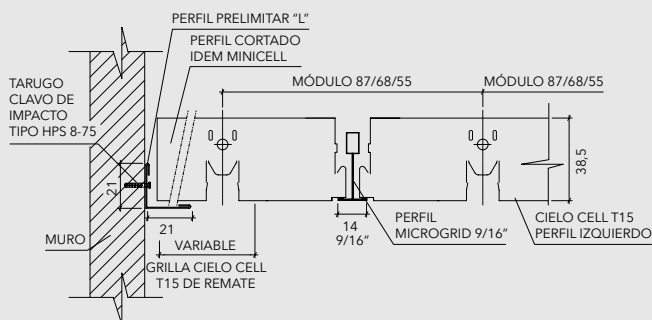 PERFIL PRELIMITAR "L"
PERFIL CORTADO
IDEM MINICELL
TARUGO
CLAVO DE
IMPACTO
TIPO HPS 8-75
MÓDULO 87/68/55
MÓDULO 87/68/55
38,5
21
21
MURO
VARIABLE
GRILLA CIELO CELL
T15 DE REMATE
14
9/16"
PERFIL
MICROGRID 9/16"
CIELO CELL T15
PERFIL IZQUIERDO